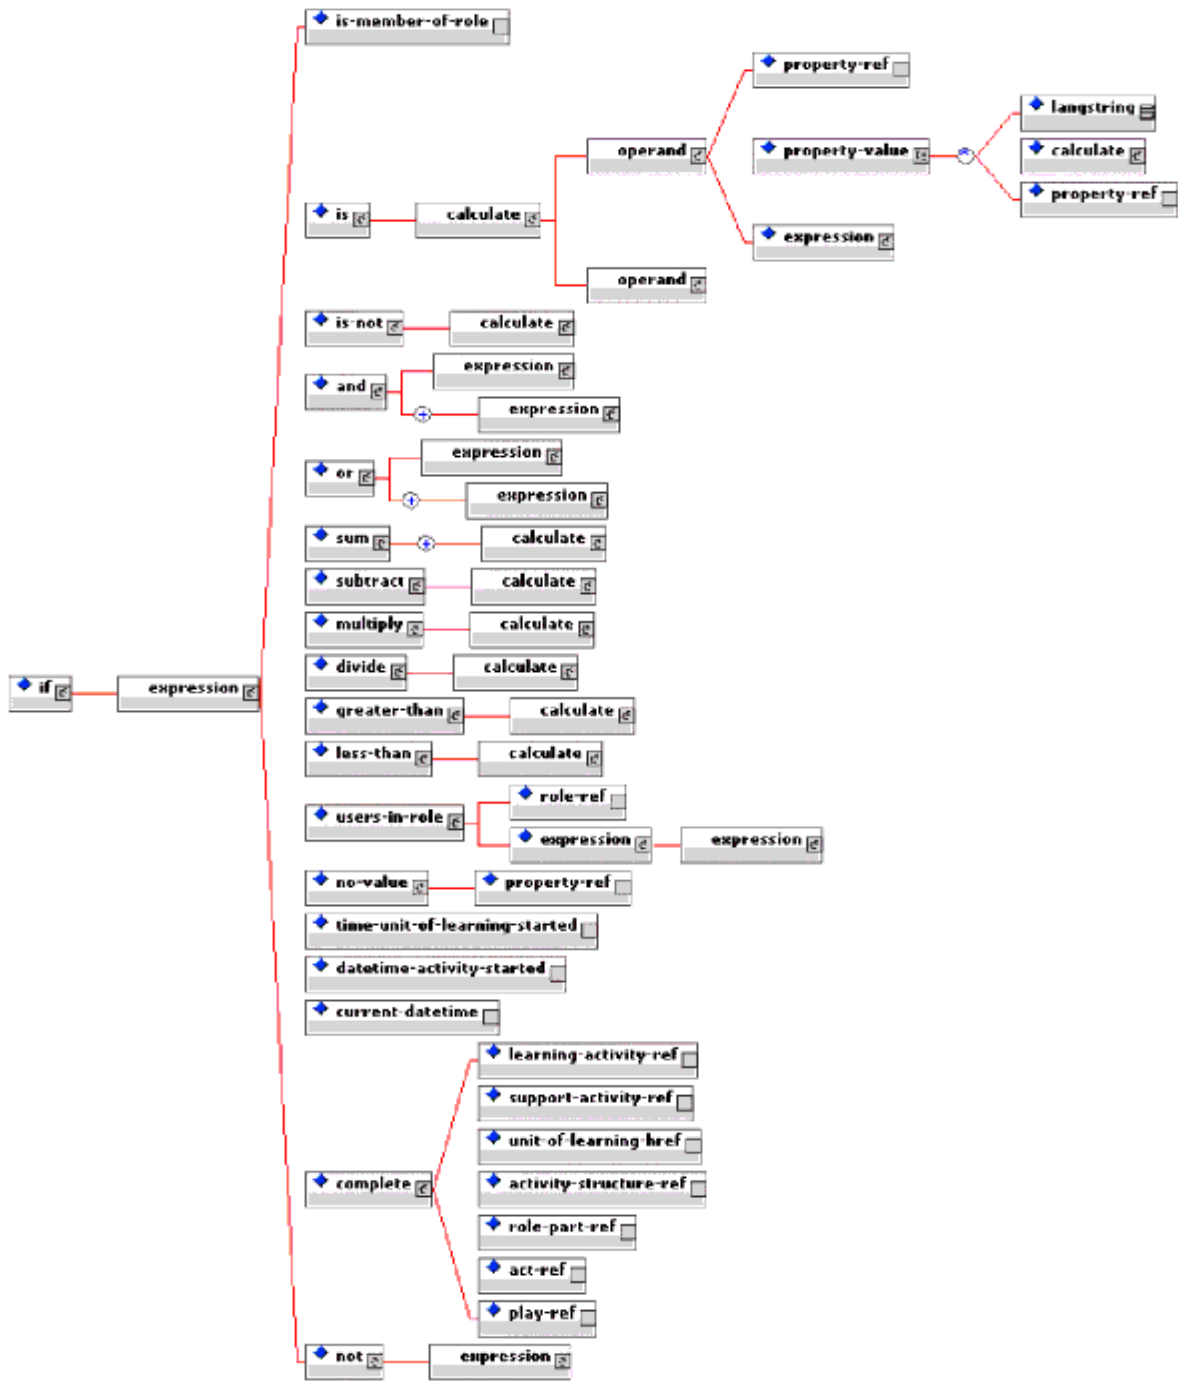 is-member-of-role
property-ref
langstring
operand
property-value
calculate
property-ref
is
calculate
expression
operand
is-not
calculate
and
expression
expression
or
expression
expression
sum
calculate
subtract
calculate
multiply
calculate
divide
calculate
if
expression
greater-than
calculate
less-than
calculate
users-in-role
role-ref
expression
expression
no-value
property-ref
time-unit-of-learning-started
datetime-activity-started
current-datetime
complete
learning-activity-ref
support-activity-ref
unit-of-learning-href
activity-structure-ref
role-part-ref
act-ref
play-ref
not
expression